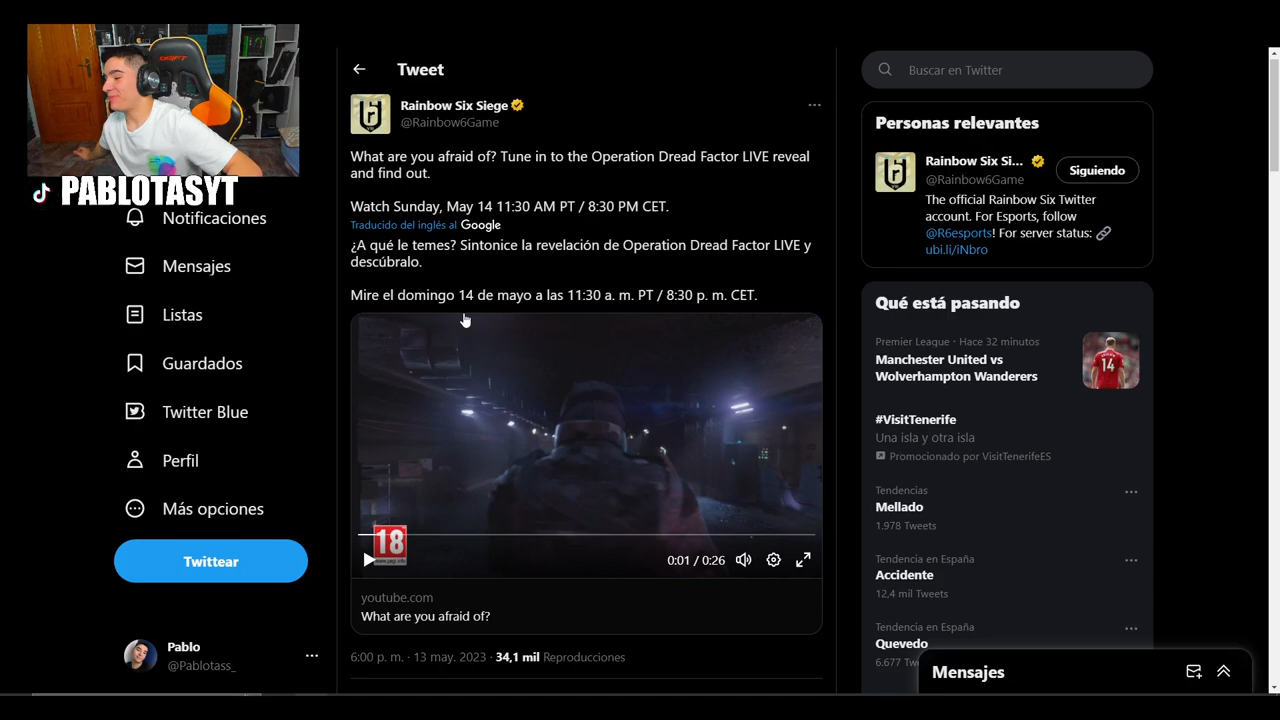 PABLOTASYT
Notificaciones
Mensajes
Listas
Guardados
Twitter Blue
Perfil
Más opciones
Twittear
Pablo
@Pablotass_
Tweet
Rainbow Six Siege
@Rainbow6Game
What are you afraid of? Tune in to the Operation Dread Factor LIVE reveal
and find out.
Watch Sunday, May 14 11:30 AM PT / 8:30 PM CET.
Traducido del inglés al Google
¿A qué le temes? Sintonice la revelación de Operation Dread Factor LIVE y
descúbralo.
Mire el domingo 14 de mayo a las 11:30 a. m. PT / 8:30 p. m. CET.
18
0:01 / 0:26
youtube.com
What are you afraid of?
6:00 p. m. · 13 may. 2023 · 34,1 mil Reproducciones
Buscar en Twitter
Personas relevantes
Rainbow Six Si...
@Rainbow6Game
Siguiendo
The official Rainbow Six Twitter
account. For Esports, follow
@R6esports! For server status: 🔗
ubi.li/iNbro
Qué está pasando
Premier League · Hace 32 minutos
Manchester United vs
Wolverhampton Wanderers
14
#VisitTenerife
Una isla y otra isla
Promocionado por VisitTenerifeES
Tendencias
Mellado
1.978 Tweets
Tendencia en España
Accidente
12,4 mil Tweets
Tendencia en España
Quevedo
6.677 Tw
Mensajes